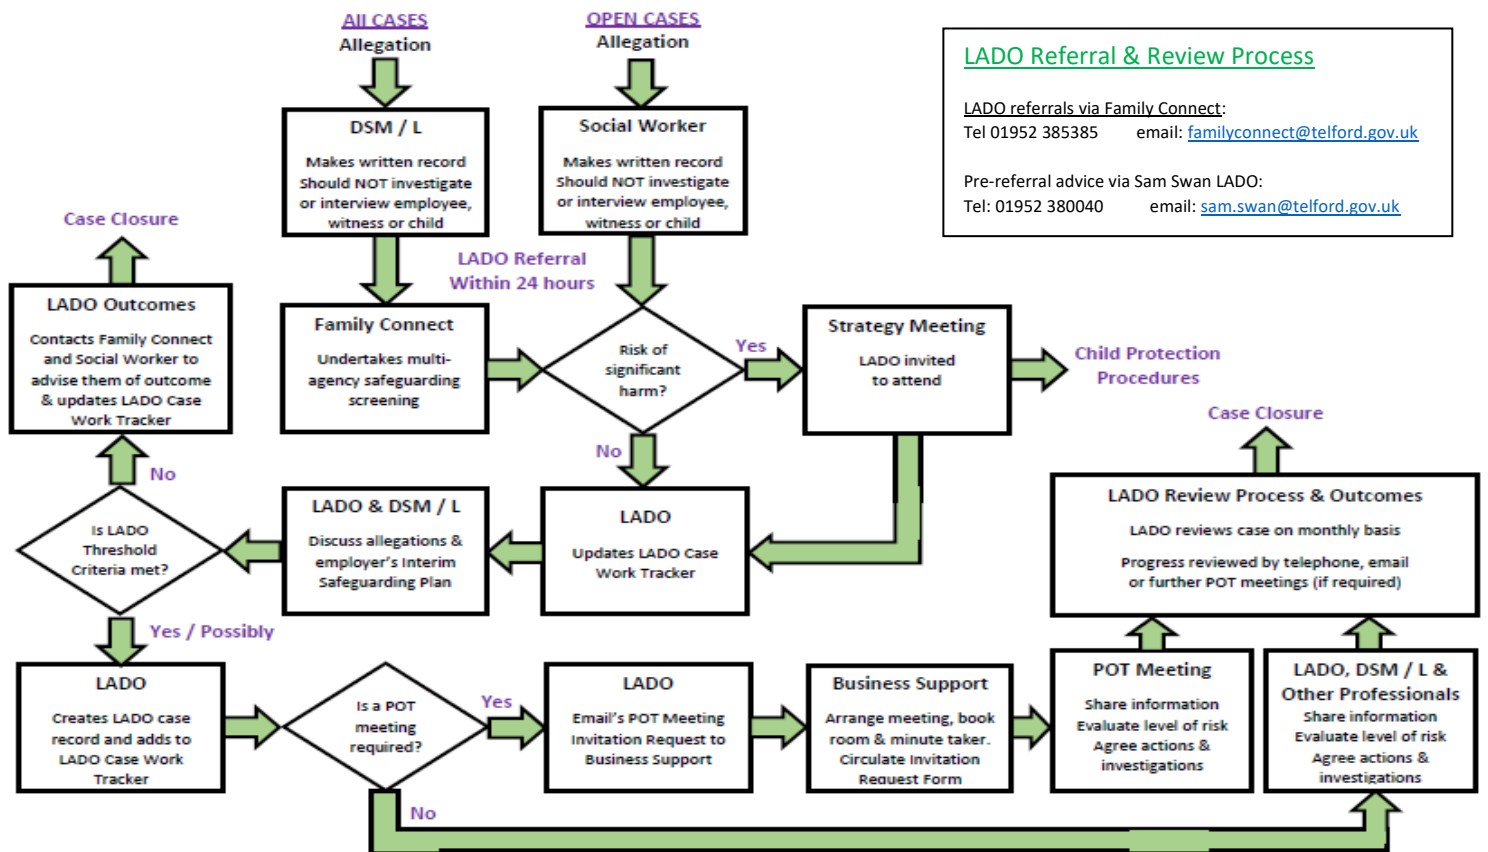 All CASES
Allegation
OPEN CASES
Allegation
LADO Referral & Review Process
LADO referrals via Family Connect:
Tel 01952 385385 email: familyconnect@telford.gov.uk
Pre-referral advice via Sam Swan LADO:
Tel: 01952 380040 email: sam.swan@telford.gov.uk
DSM / L
Makes written record
Should NOT investigate
or interview employee,
witness or child
Social Worker
Makes written record
Should NOT investigate
or interview employee,
witness or child
LADO Referral
Within 24 hours
Case Closure
LADO Outcomes
Contacts Family Connect
and Social Worker to
advise them of outcome
& updates LADO Case
Work Tracker
Family Connect
Undertakes multi-
agency safeguarding
screening
Risk of
significant
harm?
Yes
Strategy Meeting
LADO invited
to attend
Child Protection
Procedures
No
No
Is LADO
Threshold
Criteria met?
LADO & DSM / L
Discuss allegations &
employer's Interim
Safeguarding Plan
LADO
Updates LADO Case
Work Tracker
Case Closure
LADO Review Process & Outcomes
LADO reviews case on monthly basis
Progress reviewed by telephone, email
or further POT meetings (if required)
Yes / Possibly
LADO
Creates LADO case
record and adds to
LADO Case Work
Tracker
Is a POT
meeting
required?
Yes
No
LADO
Email's POT Meeting
Invitation Request to
Business Support
Business Support
Arrange meeting, book
room & minute taker.
Circulate Invitation
Request Form
POT Meeting
Share information
Evaluate level of risk
Agree actions &
investigations
LADO, DSM / L &
Other Professionals
Share information
Evaluate level of risk
Agree actions &
investigations